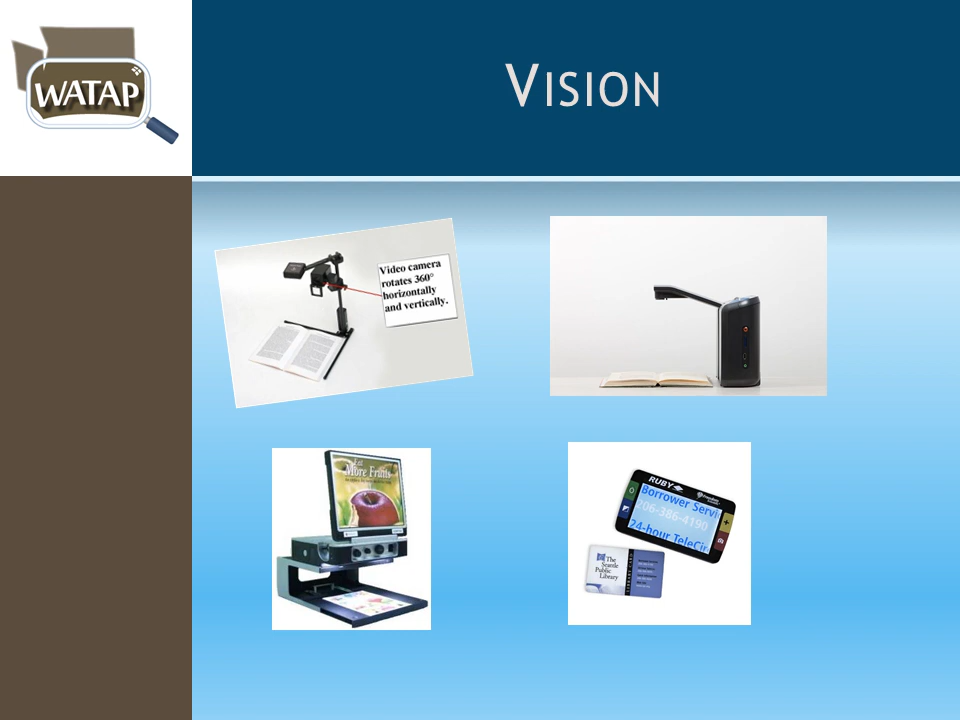 WATAP
VISION
Video camera
rotates 360°
horizontally
and vertically.
Eat
More Fruits
RUBY
Borrower Servi
206-386-4190
24-hour TeleCir
The
Seattle
Public
Library